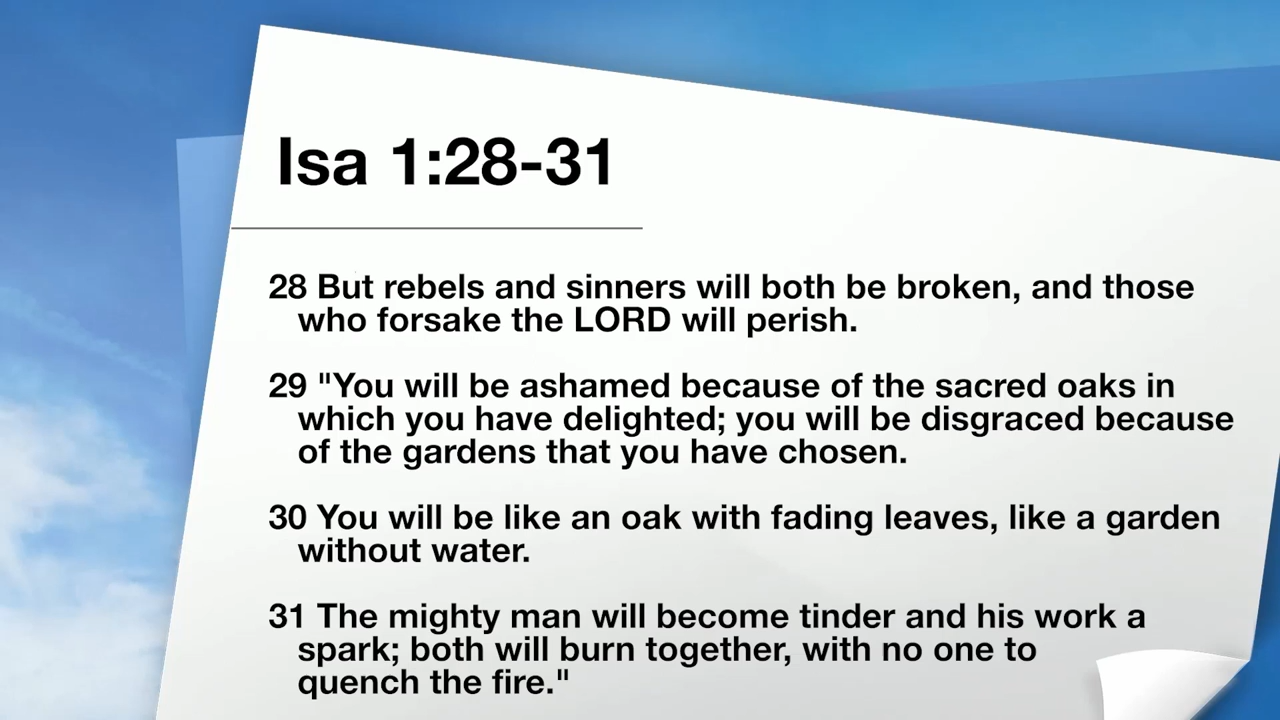 Isa 1:28-31
28 But rebels and sinners will both be broken, and those
who forsake the LORD will perish.
29 "You will be ashamed because of the sacred oaks in
which you have delighted; you will be disgraced because
of the gardens that you have chosen.
30 You will be like an oak with fading leaves, like a garden
without water.
31 The mighty man will become tinder and his work a
spark; both will burn together, with no one to
quench the fire."